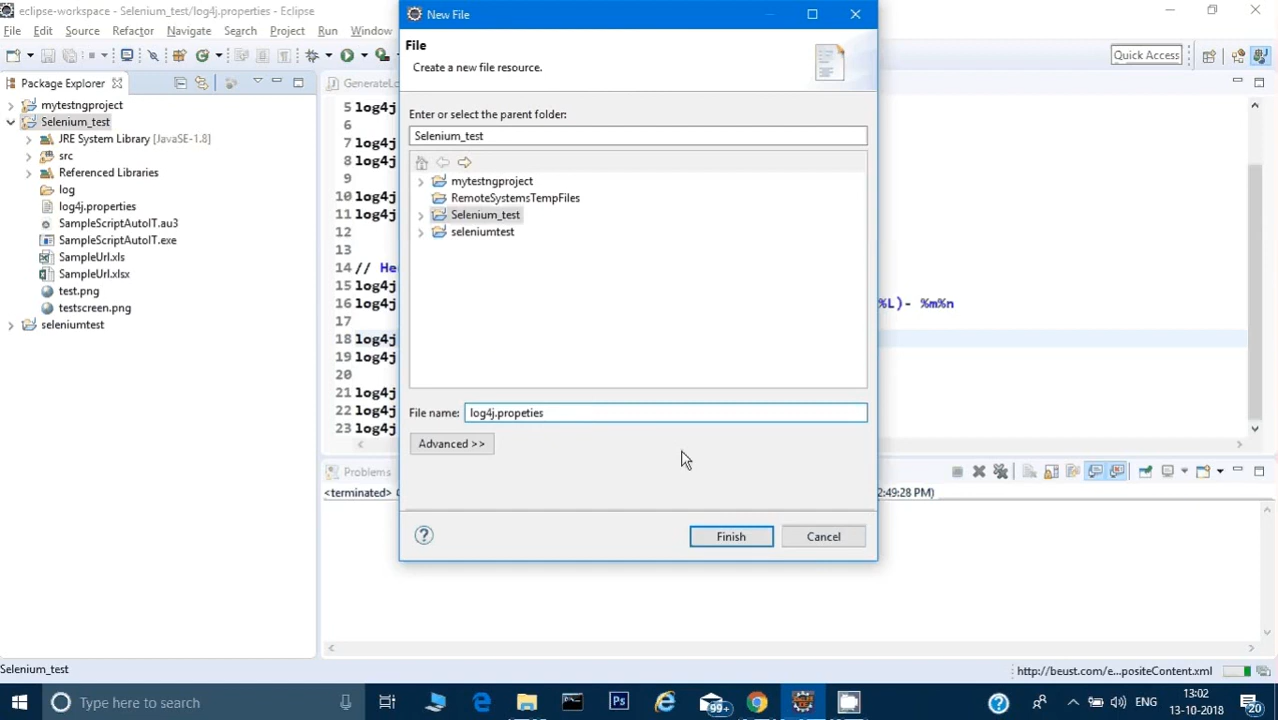 eclipse-workspace - Selenium_test/log4j.properties - Eclipse
File Edit Source Refactor Navigate Search Project Run Window
Quick Access
Package Explorer
mytestngproject
Selenium_test
JRE System Library [JavaSE-1.8]
src
Referenced Libraries
log
log4j.properties
SampleScriptAutoIT.au3
SampleScriptAutoIT.exe
SampleUrl.xls
SampleUrl.xlsx
test.png
testscreen.png
seleniumtest
5 log4j
6
7 log4j
8 log4j
9
10 log4j
11 log4j
12
13
14 // He
15 log4j
16 log4j
%L)- %m%n
17
18 log4j
19 log4j
20
21 log4j
22 log4j
23 log4j
New File
File
Create a new file resource.
Enter or select the parent folder:
Selenium_test
mytestngproject
RemoteSystemsTempFiles
Selenium_test
seleniumtest
File name: log4j.propeties
Advanced >>
Finish
Cancel
Problems
<terminated>
2:49:28 PM)
Selenium_test
http://beust.com/e...positeContent.xml
Type here to search
99+
ENG
13:02
13-10-2018
20